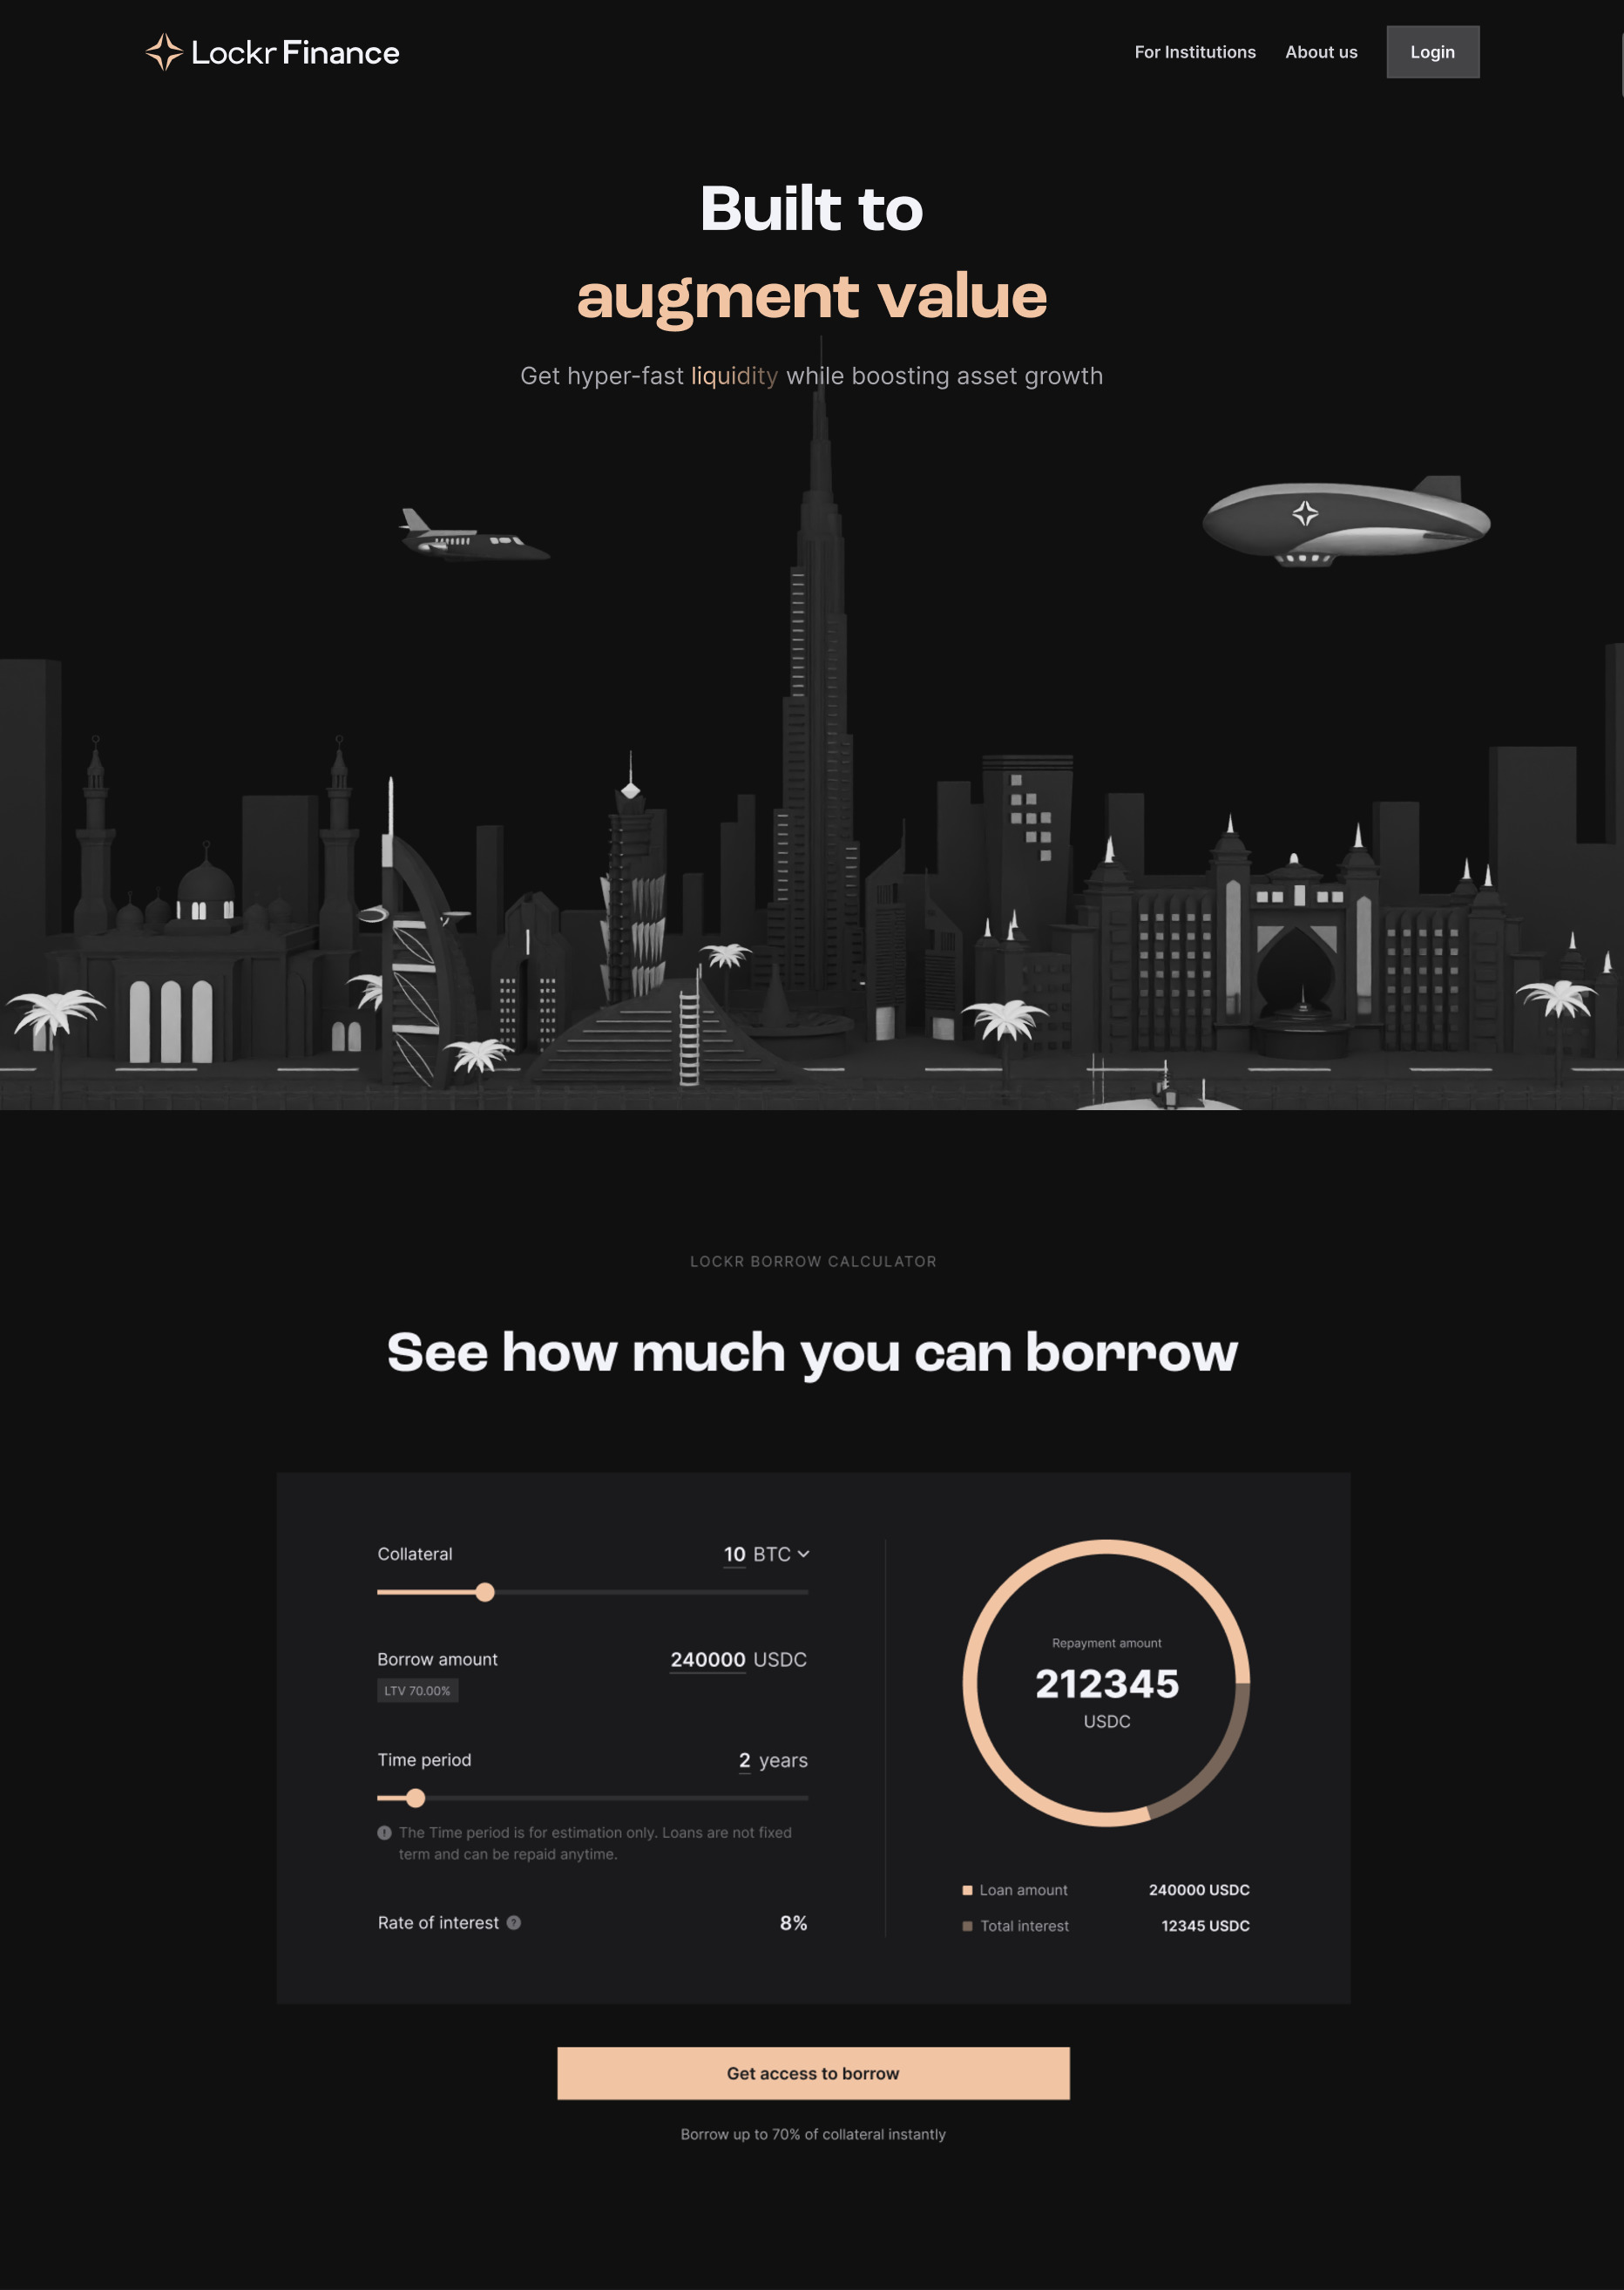 Lockr Finance
For Institutions
About us
Login
Built to
augment value
Get hyper-fast liquidity while boosting asset growth
LOCKR BORROW CALCULATOR
See how much you can borrow
Collateral
10 BTC
Borrow amount
240000 USDC
LTV 70.00%
Time period
2 years
The Time period is for estimation only. Loans are not fixed
term and can be repaid anytime.
Rate of interest
8%
Repayment amount
212345
USDC
Loan amount
240000 USDC
Total interest
12345 USDC
Get access to borrow
Borrow up to 70% of collateral instantly